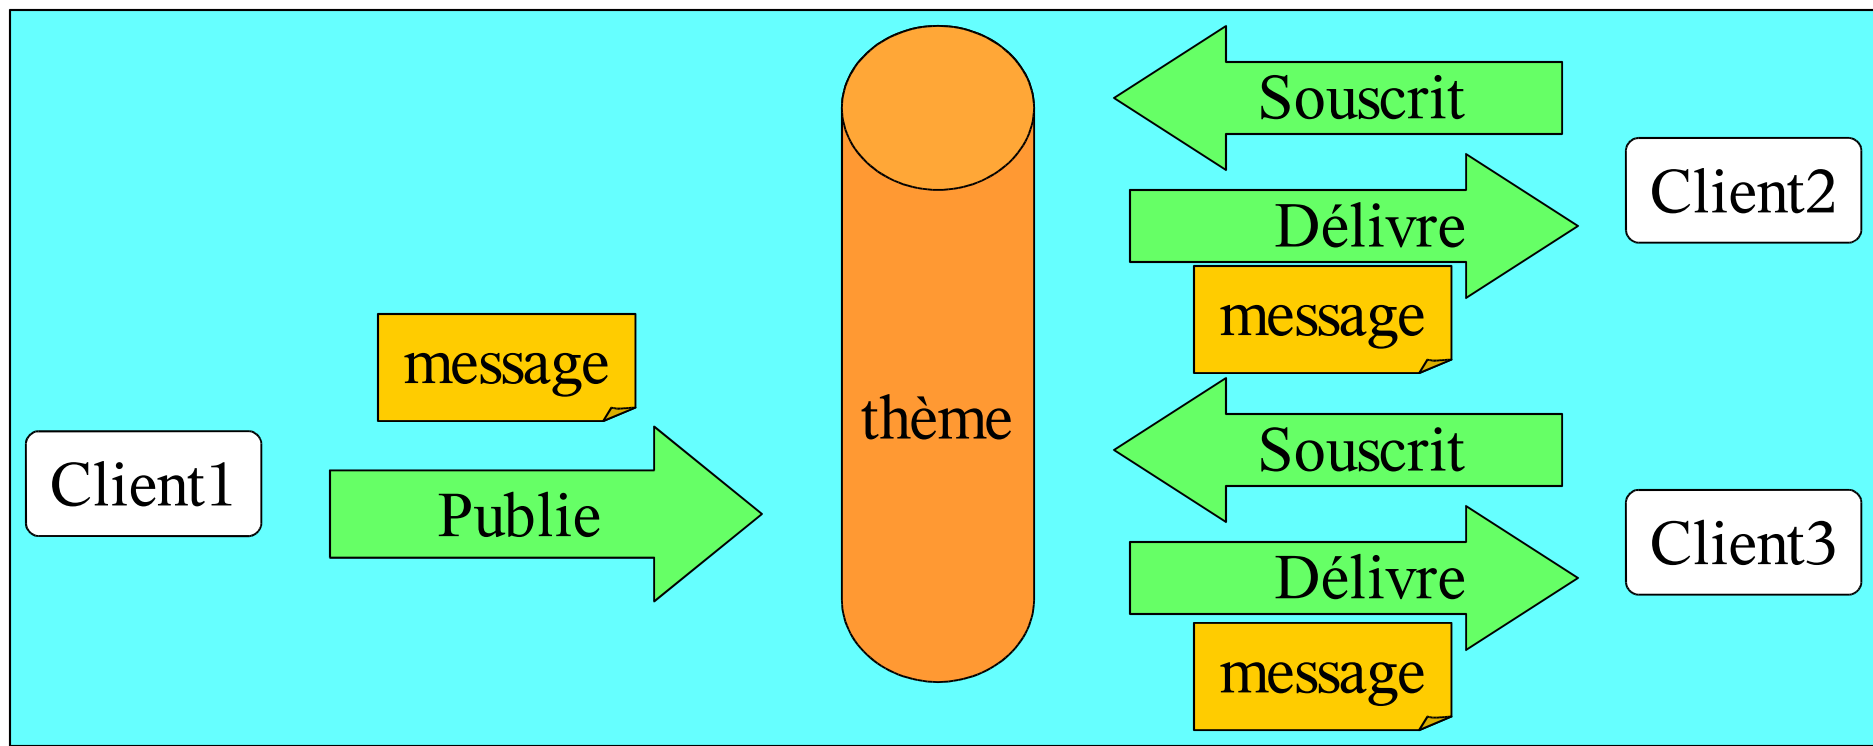 Souscrit
Client2
Délivre
message
message
thème
Souscrit
Client1
Publie
Client3
Délivre
message